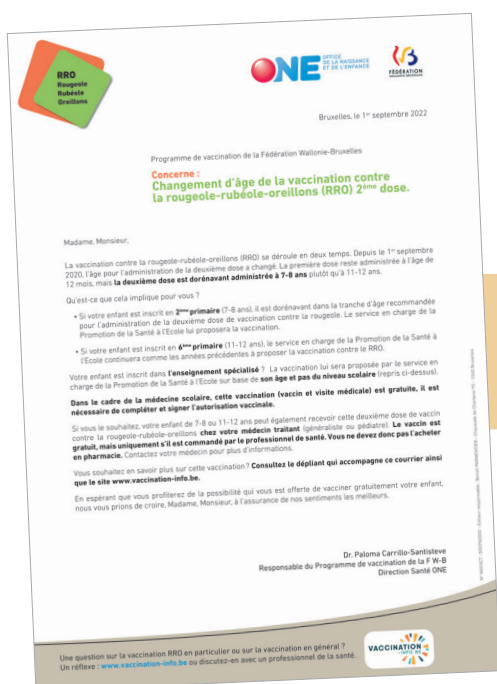 RRO
Rougeole
Rubéole
Oreillons
ONE OFFICE
DE LA NAISSANCE
ET DE L'ENFANCE
FÉDÉRATION
WALLONIE-BRUXELLES
Bruxelles, le 1er septembre 2022
Programme de vaccination de la Fédération Wallonie-Bruxelles
Concerne :
Changement d'âge de la vaccination contre
la rougeole-rubéole-oreillons (RRO) 2ème dose.
Madame, Monsieur,
La vaccination contre la rougeole-rubéole-oreillons (RRO) se déroule en deux temps. Depuis le 1er septembre
2020, l'âge pour l'administration de la deuxième dose a changé. La première dose reste administrée à l'âge de
12 mois, mais la deuxième dose est dorénavant administrée à 7-8 ans plutôt qu'à 11-12 ans.
Qu'est-ce que cela implique pour vous ?
• Si votre enfant est inscrit en 2ème primaire (7-8 ans), il est dorénavant dans la tranche d'âge recommandée
pour l'administration de la deuxième dose de vaccination contre la rougeole. Le service en charge de la
Promotion de la Santé à l'Ecole lui proposera la vaccination.
• Si votre enfant est inscrit en 6ème primaire (11-12 ans), le service en charge de la Promotion de la Santé à
l'Ecole continuera comme les années précédentes à proposer la vaccination contre le RRO.
Votre enfant est inscrit dans l'enseignement spécialisé ? La vaccination lui sera proposée par le service en
charge de la Promotion de la Santé à l'Ecole sur base de son âge et pas du niveau scolaire (repris ci-dessus).
Dans le cadre de la médecine scolaire, cette vaccination (vaccin et visite médicale) est gratuite, il est
nécessaire de compléter et signer l'autorisation vaccinale.
Si vous le souhaitez, votre enfant de 7-8 ou 11-12 ans peut également recevoir cette deuxième dose de vaccin
contre la rougeole-rubéole-oreillons chez votre médecin traitant (généraliste ou pédiatre). Le vaccin est
gratuit, mais uniquement s'il est commandé par le professionnel de santé. Vous ne devez donc pas l'acheter
en pharmacie. Contactez votre médecin pour plus d'informations.
Vous souhaitez en savoir plus sur cette vaccination ? Consultez le dépliant qui accompagne ce courrier ainsi
que le site www.vaccination-info.be.
En espérant que vous profiterez de la possibilité qui vous est offerte de vacciner gratuitement votre enfant,
nous vous prions de croire, Madame, Monsieur, à l'assurance de nos sentiments les meilleurs.
Dr. Paloma Carrillo-Santisteve
Responsable du Programme de vaccination de la F W-B
Direction Santé ONE
Une question sur la vaccination RRO en particulier ou sur la vaccination en général ?
Un réflexe : www.vaccination-info.be ou discutez-en avec un professionnel de la santé.
VACCINATION
-INFO.BE